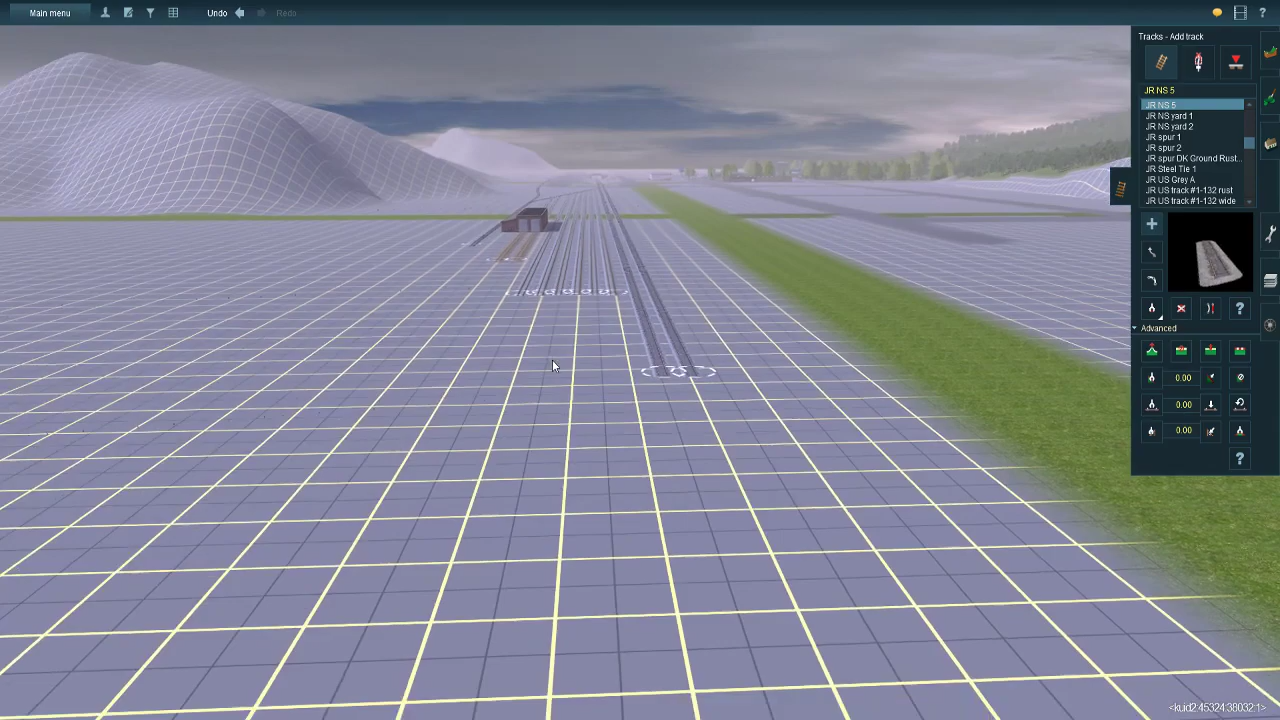 Main menu
Undo
Redo
?
Tracks - Add track
JR NS 5
JR NS 5
JR NS yard 1
JR NS yard 2
JR spur 1
JR spur 2
JR spur DK Ground Rust...
JR Steel Tie 1
JR US Grey A
JR US track #1-132 rust
JR US track #1-132 wide
?
Advanced
0.00
0.00
0.00
?
<kuid2:45324:38032:1>